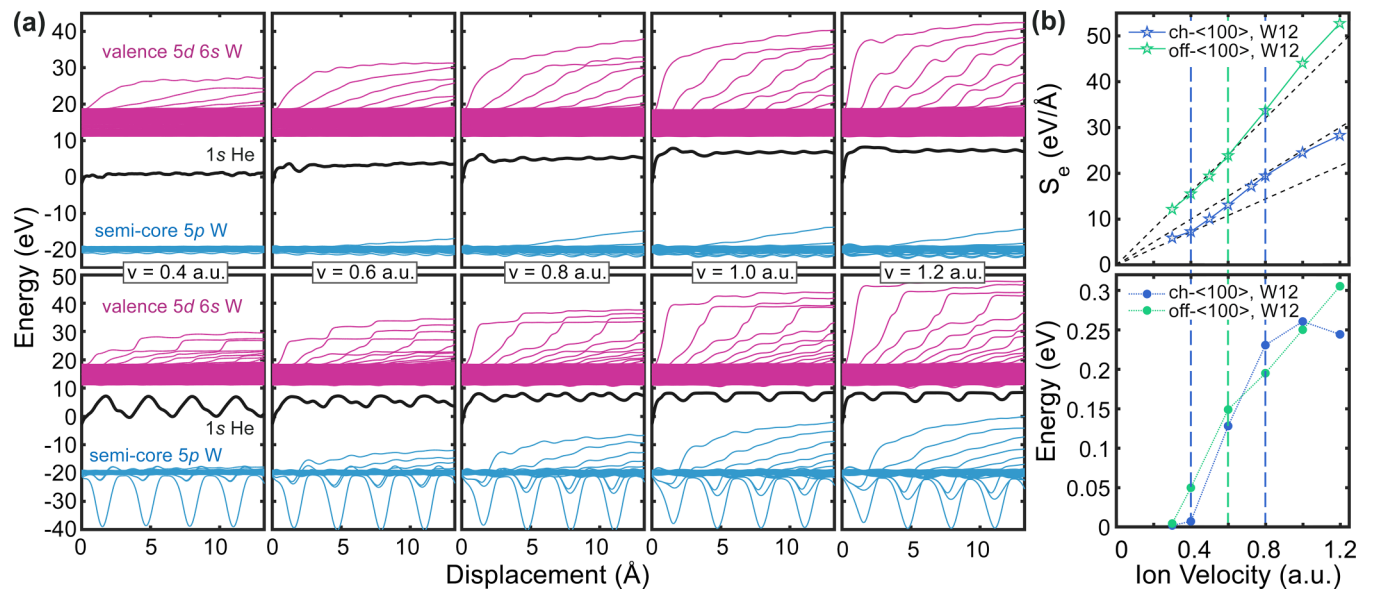 (a)
Energy (eV)
40
30
20
10
0
-10
-20
valence 5d 6s W
1s He
semi-core 5p W
v = 0.4 a.u.
v = 0.6 a.u.
v = 0.8 a.u.
v = 1.0 a.u.
v = 1.2 a.u.
50
40
30
20
10
0
-10
-20
-30
-40
valence 5d 6s W
1s He
semi-core 5p W
0 5 10 0 5 10 0 5 10 0 5 10 0 5 10
Displacement (Å)
(b)
Se (eV/Å)
50
40
30
20
10
0
ch-<100>, W12
off-<100>, W12
Energy (eV)
0.3
0.25
0.2
0.15
0.1
0.05
0
ch-<100>, W12
off-<100>, W12
0 0.4 0.8 1.2
Ion Velocity (a.u.)